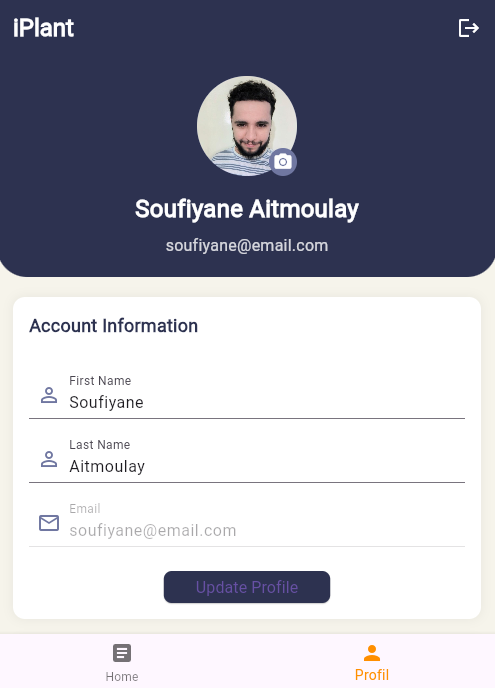 iPlant
Soufiyane Aitmoulay
soufiyane@email.com
Account Information
First Name
Soufiyane
Last Name
Aitmoulay
Email
soufiyane@email.com
Update Profile
Home
Profil